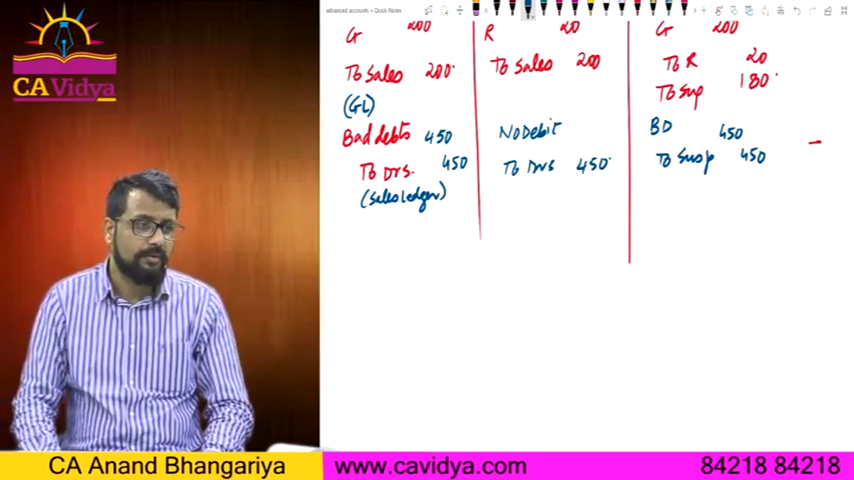 advanced accounts • Quick Notes
CA Vidya
G 200
To Sales 200
(GL)
Bad debts 450
To Drs. 450
(Sales ledger)
R 20
To Sales 200
No Debit
To Drs 450
G 200
To R 20
To Sup 180
BD 450
To Susp 450
CA Anand Bhangariya
www.cavidya.com
84218 84218